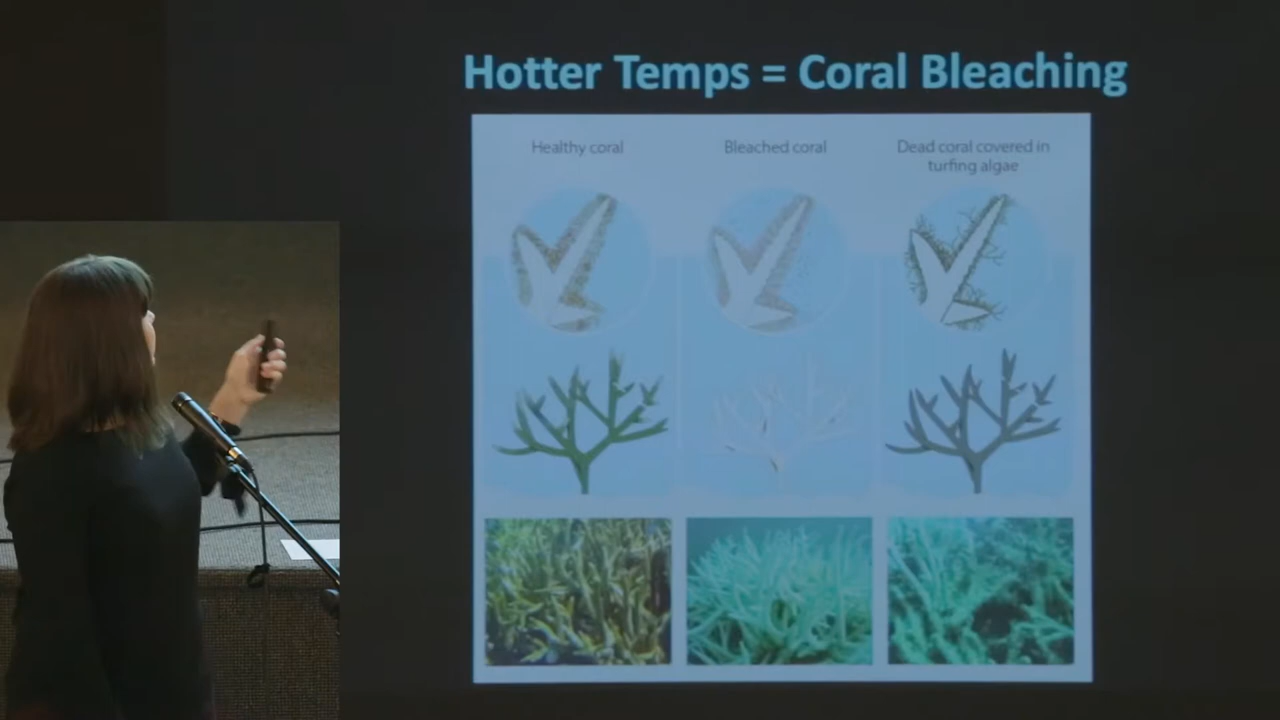 Hotter Temps = Coral Bleaching
Healthy coral
Bleached coral
Dead coral covered in
turfing algae